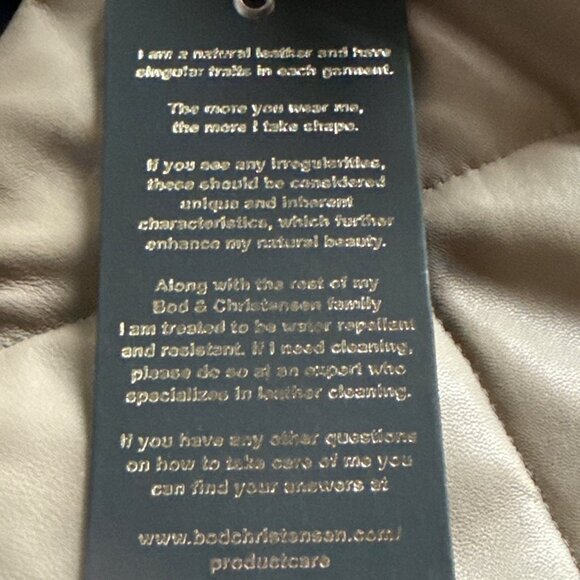 I am a natural leather and have
singular traits in each garment.
The more you wear me,
the more I take shape.
If you see any irregularities,
these should be considered
unique and inherent
characteristics, which further
enhance my natural beauty.
Along with the rest of my
Bod & Christensen family
I am treated to be water repellant
and resistant. If I need cleaning,
please do so at an expert who
specializes in leather cleaning.
If you have any other questions
on how to take care of me you
can find your answers at
www.bodchristensen.com/
productcare